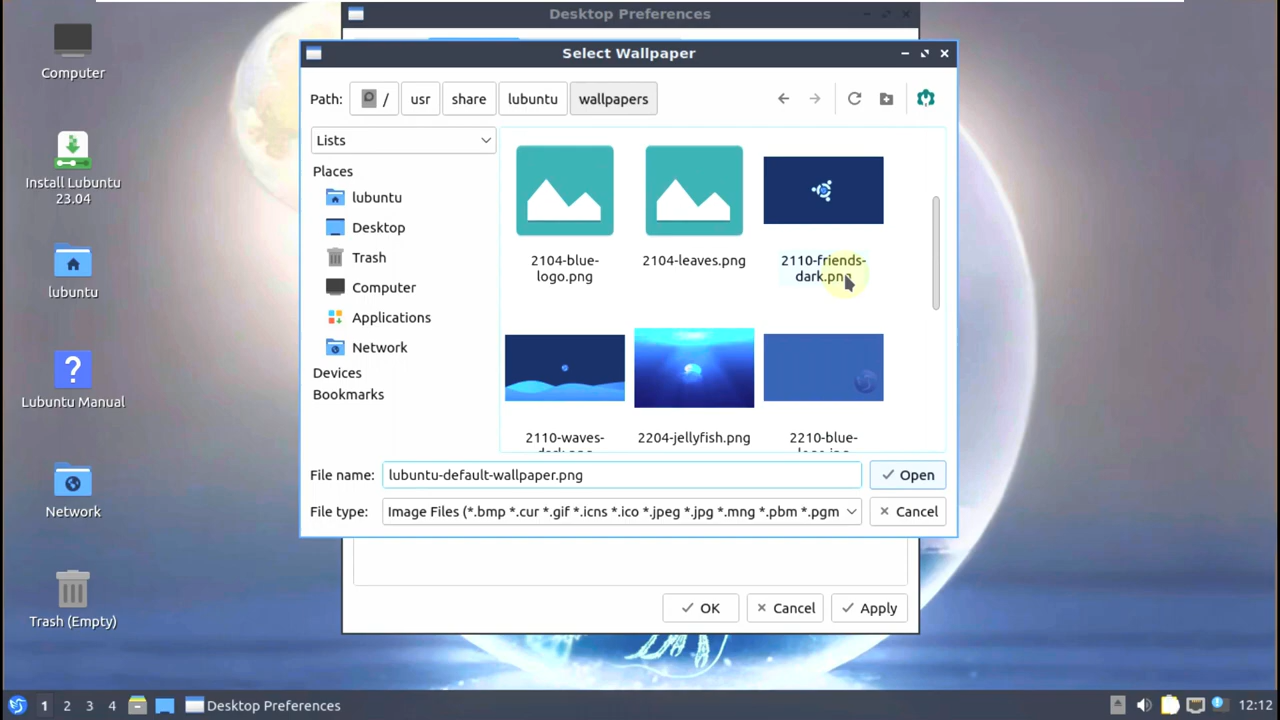 Desktop Preferences
Select Wallpaper
Path:
/
usr
share
lubuntu
wallpapers
Lists
Places
lubuntu
Desktop
Trash
Computer
Applications
Network
Devices
Bookmarks
2104-blue-
logo.png
2104-leaves.png
2110-friends-
dark.png
2110-waves-
2204-jellyfish.png
2210-blue-
File name:
lubuntu-default-wallpaper.png
Open
File type:
Image Files (*.bmp *.cur *.gif *.icns *.ico *.jpeg *.jpg *.mng *.pbm *.pgm
Cancel
OK
Cancel
Apply
Computer
Install Lubuntu
23.04
lubuntu
?
Lubuntu Manual
Network
Trash (Empty)
1
2
3
4
Desktop Preferences
12:12